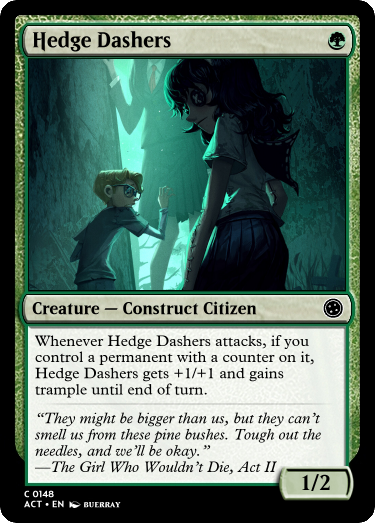 Hedge Dashers
Creature — Construct Citizen
Whenever Hedge Dashers attacks, if you
control a permanent with a counter on it,
Hedge Dashers gets +1/+1 and gains
trample until end of turn.
“They might be bigger than us, but they can’t
smell us from these pine bushes. Tough out the
needles, and we’ll be okay.”
—The Girl Who Wouldn’t Die, Act II
1/2
C 0148
ACT • EN BUERRAY